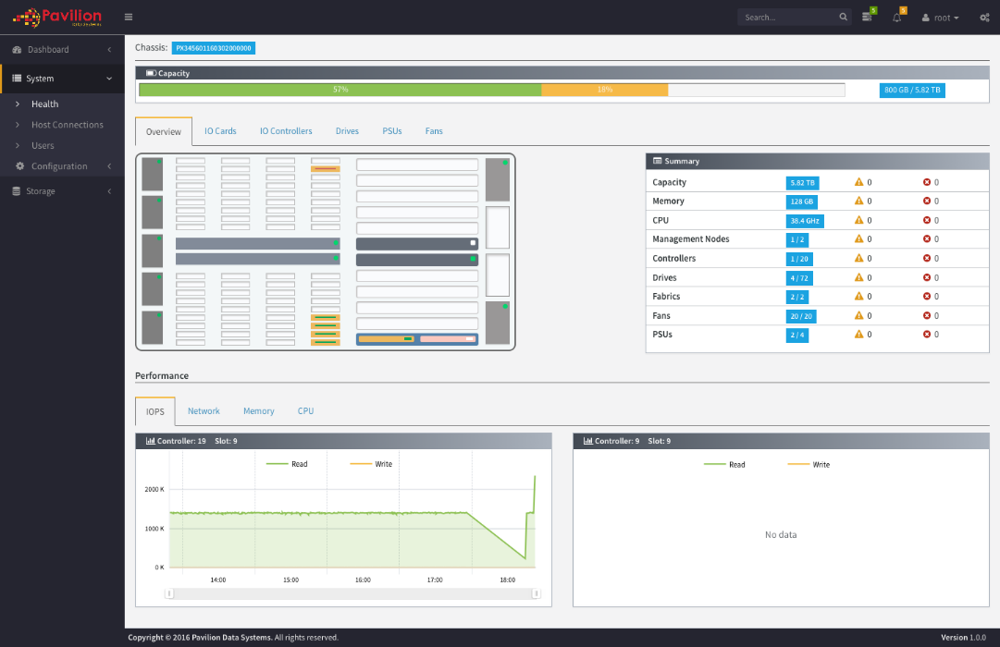 Pavilion
Search...
5
5
root
Dashboard
System
Health
Host Connections
Users
Configuration
Storage
Chassis: PX345601160302000000
Capacity
57% 18% 800 GB / 5.82 TB
Overview IO Cards IO Controllers Drives PSUs Fans
Summary
Capacity 5.82 TB 0 0
Memory 128 GB 0 0
CPU 38.4 GHz 0 0
Management Nodes 1 / 2 0 0
Controllers 1 / 20 0 0
Drives 4 / 72 0 0
Fabrics 2 / 2 0 0
Fans 20 / 20 0 0
PSUs 2 / 4 0 0
Performance
IOPS Network Memory CPU
Controller: 19 Slot: 9
Read Write
2000 K
1000 K
0 K
14:00 15:00 16:00 17:00 18:00
Controller: 9 Slot: 9
Read Write
No data
Copyright © 2016 Pavilion Data Systems. All rights reserved.
Version 1.0.0